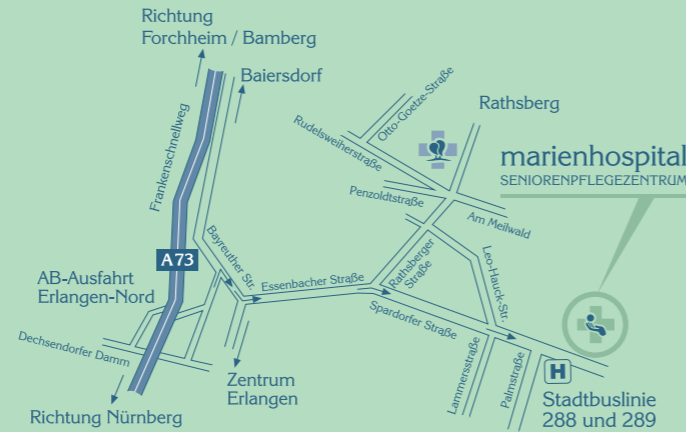 Richtung
Forchheim / Bamberg
Baiersdorf
Frankenschnellweg
Otto-Goetze-Straße
Rathsberg
Rudelsweiherstraße
marienhospital
SENIORENPFLEGEZENTRUM
Penzoldtstraße
Am Meilwald
Bayreuther Str.
A73
Rathsberger
Straße
Leo-Hauck-Str.
AB-Ausfahrt
Erlangen-Nord
Essenbacher Straße
Spardorfer Straße
Dechsendorfer Damm
Lammersstraße
Palmstraße
H
Zentrum
Erlangen
Stadtbuslinie
288 und 289
Richtung Nürnberg